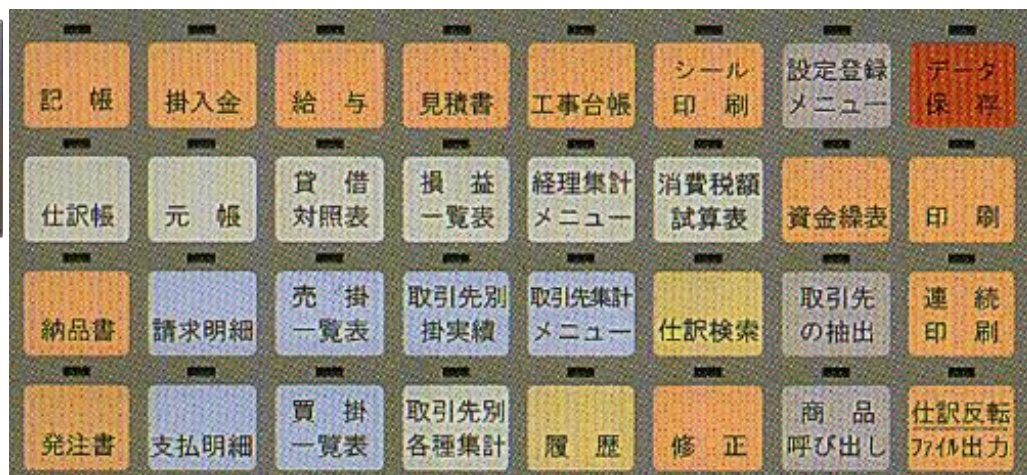 記帳
掛入金
給与
見積書
工事台帳
シール
印刷
設定登録
メニュー
データ
保存
仕訳帳
元帳
貸借
対照表
損益
一覧表
経理集計
メニュー
消費税額
試算表
資金繰表
印刷
納品書
請求明細
売掛
一覧表
取引先別
掛実績
取引先集計
メニュー
仕訳検索
取引先
の抽出
連続
印刷
発注書
支払明細
買掛
一覧表
取引先別
各種集計
履歴
修正
商品
呼び出し
仕訳反転
ファイル出力